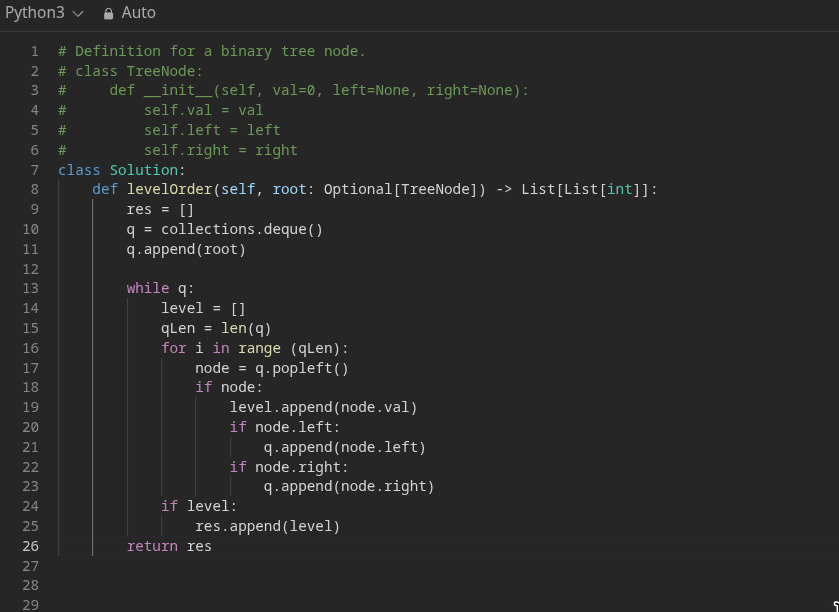 Python3 Auto
1 # Definition for a binary tree node.
2 # class TreeNode:
3 #     def __init__(self, val=0, left=None, right=None):
4 #         self.val = val
5 #         self.left = left
6 #         self.right = right
7 class Solution:
8     def levelOrder(self, root: Optional[TreeNode]) -> List[List[int]]:
9         res = []
10         q = collections.deque()
11         q.append(root)
12
13         while q:
14             level = []
15             qLen = len(q)
16             for i in range (qLen):
17                 node = q.popleft()
18                 if node:
19                     level.append(node.val)
20                     if node.left:
21                         q.append(node.left)
22                     if node.right:
23                         q.append(node.right)
24             if level:
25                 res.append(level)
26         return res
27
28
29